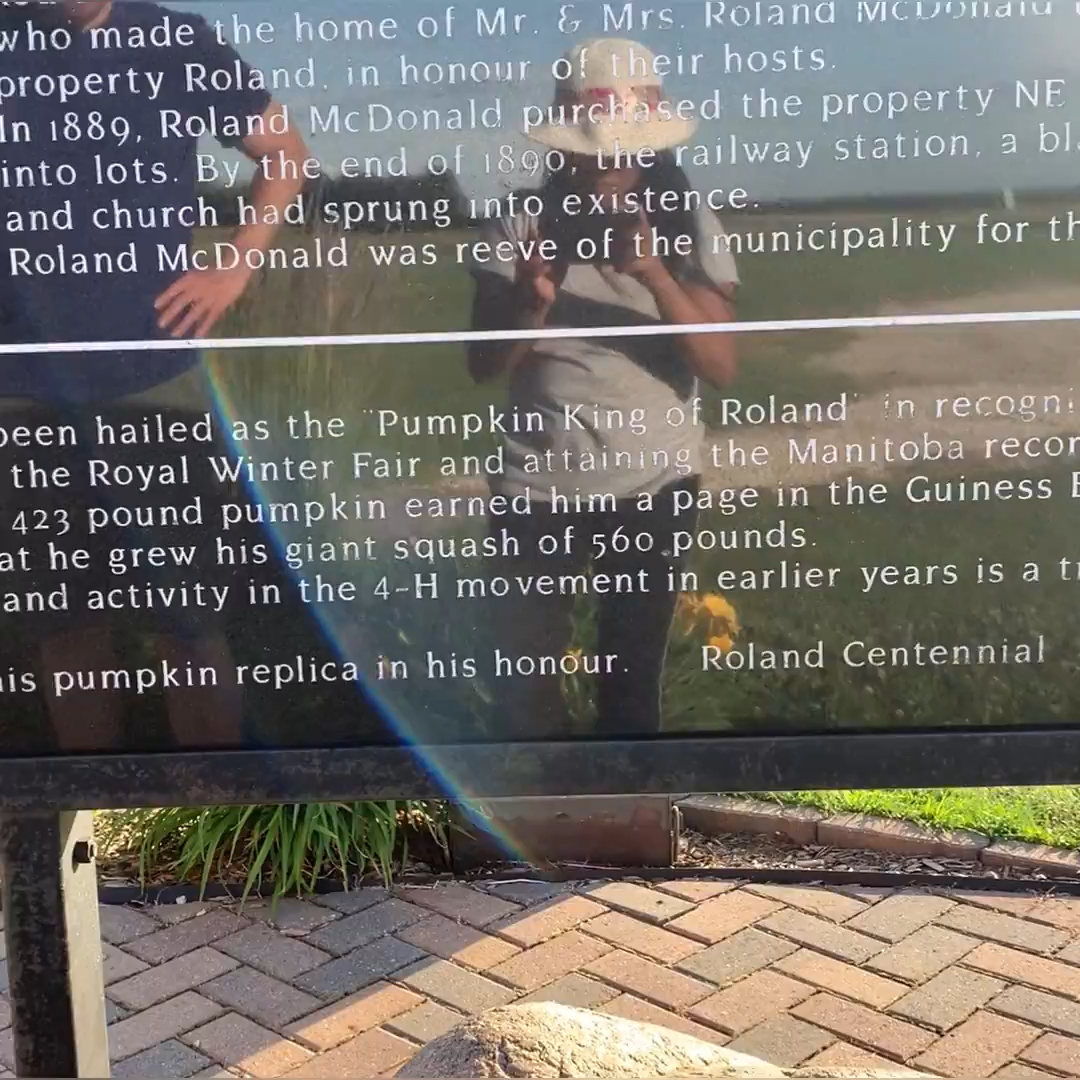 who made the home of Mr. & Mrs. Roland McDonald
property Roland, in honour of their hosts.
In 1889, Roland McDonald purchased the property NE
into lots. By the end of 1890, the railway station, a bla
and church had sprung into existence.
Roland McDonald was reeve of the municipality for th
been hailed as the "Pumpkin King of Roland" in recogni
the Royal Winter Fair and attaining the Manitoba recor
423 pound pumpkin earned him a page in the Guiness B
at he grew his giant squash of 560 pounds.
and activity in the 4-H movement in earlier years is a tr
his pumpkin replica in his honour. Roland Centennial